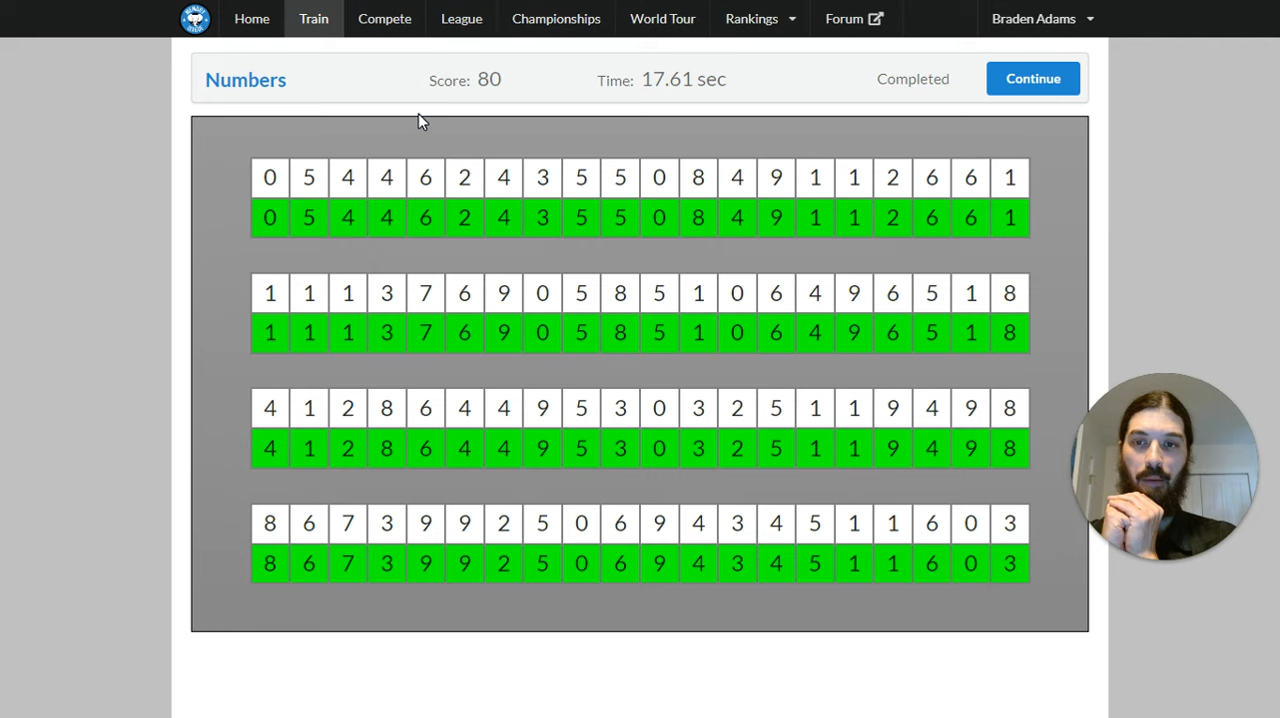 Home Train Compete League Championships World Tour Rankings Forum Braden Adams
Numbers Score: 80 Time: 17.61 sec Completed Continue
0 5 4 4 6 2 4 3 5 5 0 8 4 9 1 1 2 6 6 1
0 5 4 4 6 2 4 3 5 5 0 8 4 9 1 1 2 6 6 1
1 1 1 3 7 6 9 0 5 8 5 1 0 6 4 9 6 5 1 8
1 1 1 3 7 6 9 0 5 8 5 1 0 6 4 9 6 5 1 8
4 1 2 8 6 4 4 9 5 3 0 3 2 5 1 1 9 4 9 8
4 1 2 8 6 4 4 9 5 3 0 3 2 5 1 1 9 4 9 8
8 6 7 3 9 9 2 5 0 6 9 4 3 4 5 1 1 6 0 3
8 6 7 3 9 9 2 5 0 6 9 4 3 4 5 1 1 6 0 3